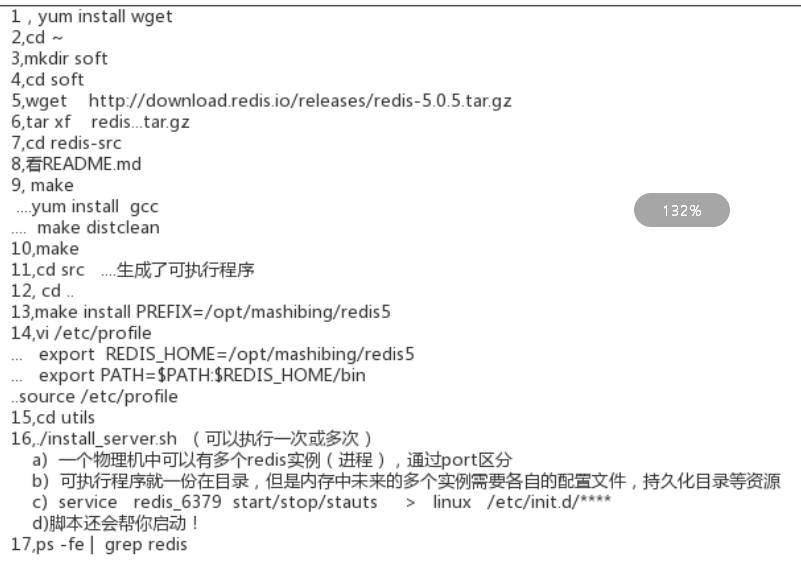 1，yum install wget
2,cd ~
3,mkdir soft
4,cd soft
5,wget    http://download.redis.io/releases/redis-5.0.5.tar.gz
6,tar xf    redis...tar.gz
7,cd redis-src
8,看README.md
9, make
....yum install  gcc
....  make distclean
10,make
11,cd src   ....生成了可执行程序
12, cd ..
13,make install PREFIX=/opt/mashibing/redis5
14,vi /etc/profile
...   export  REDIS_HOME=/opt/mashibing/redis5
...   export PATH=$PATH:$REDIS_HOME/bin
..source /etc/profile
15,cd utils
16,./install_server.sh （可以执行一次或多次）
a)  一个物理机中可以有多个redis实例（进程），通过port区分
b)  可执行程序就一份在目录，但是内存中未来的多个实例需要各自的配置文件，持久化目录等资源
c)  service   redis_6379  start/stop/stauts     >   linux   /etc/init.d/****
d)脚本还会帮你启动！
17,ps -fe |  grep redis
132%